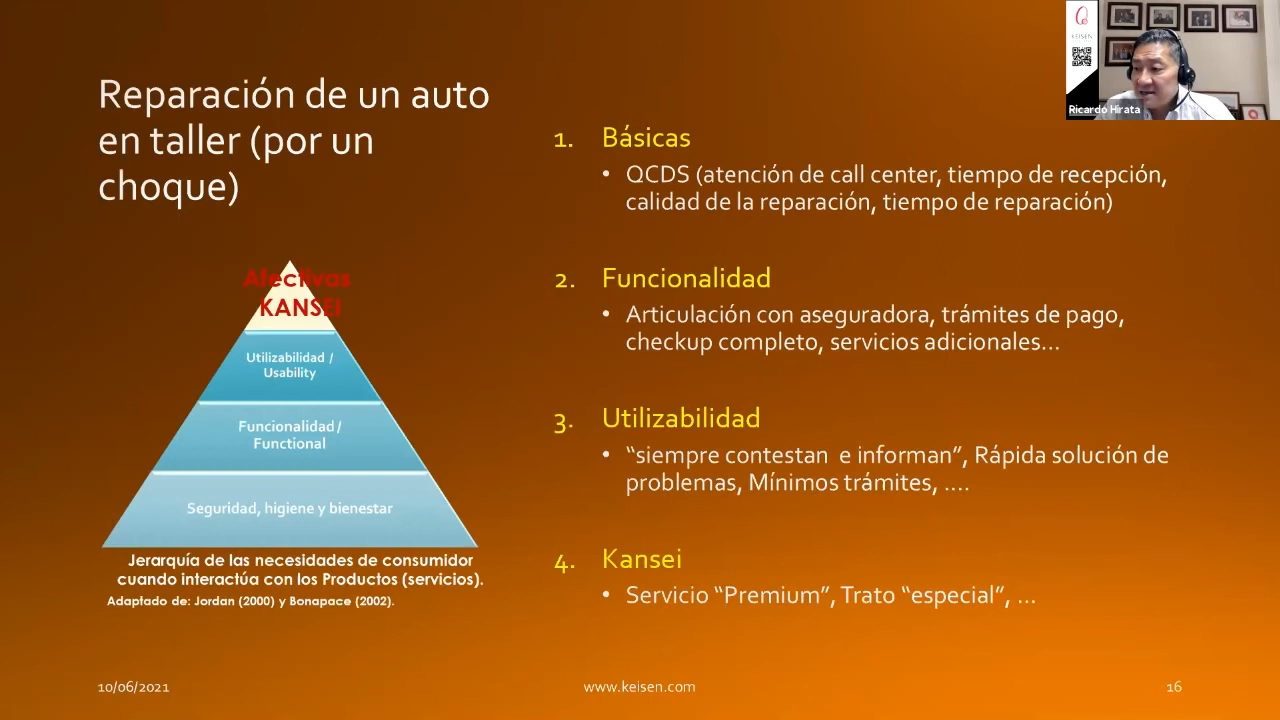 Reparación de un auto
en taller (por un
choque)
Afectivas
KANSEI
Utilizabilidad /
Usability
Funcionalidad /
Functional
Seguridad, higiene y bienestar
Jerarquía de las necesidades de consumidor
cuando interactúa con los Productos (servicios).
Adaptado de: Jordan (2000) y Bonapace (2002).
1. Básicas
• QCDS (atención de call center, tiempo de recepción,
calidad de la reparación, tiempo de reparación)
2. Funcionalidad
• Articulación con aseguradora, trámites de pago,
checkup completo, servicios adicionales...
3. Utilizabilidad
• “siempre contestan e informan”, Rápida solución de
problemas, Mínimos trámites, ....
4. Kansei
• Servicio “Premium”, Trato “especial”, ...
KEISEN
Ricardo Hirata
10/06/2021
www.keisen.com
16